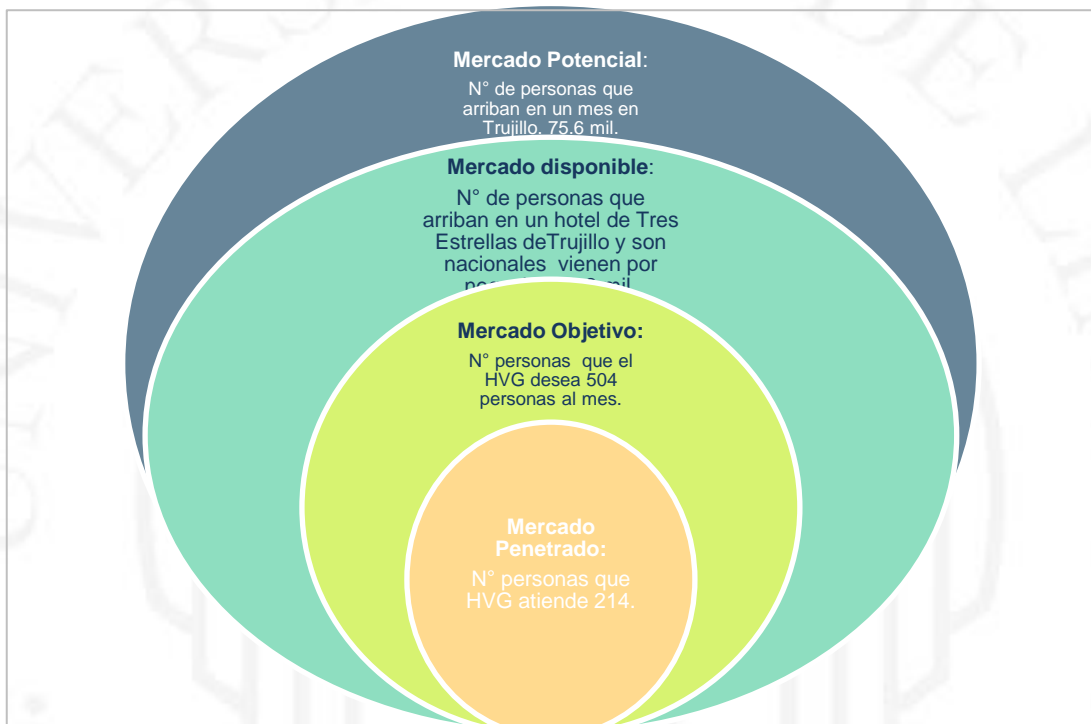 Mercado Potencial:
N° de personas que
arriban en un mes en
Trujillo. 75.6 mil.
Mercado disponible:
N° de personas que
arriban en un hotel de Tres
Estrellas deTrujillo y son
nacionales vienen por
mil
Mercado Objetivo:
N° personas que el
HVG desea 504
personas al mes.
Mercado
Penetrado:
N° personas que
HVG atiende 214.